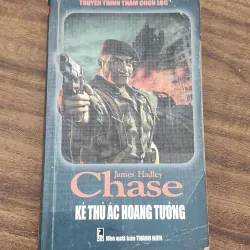 TRUYỆN TRINH THÁM CHỌN LỌC
James Hadley
Chase
KẺ THÙ ÁC HOANG TƯỞNG
Nhà xuất bản THANH NIÊN